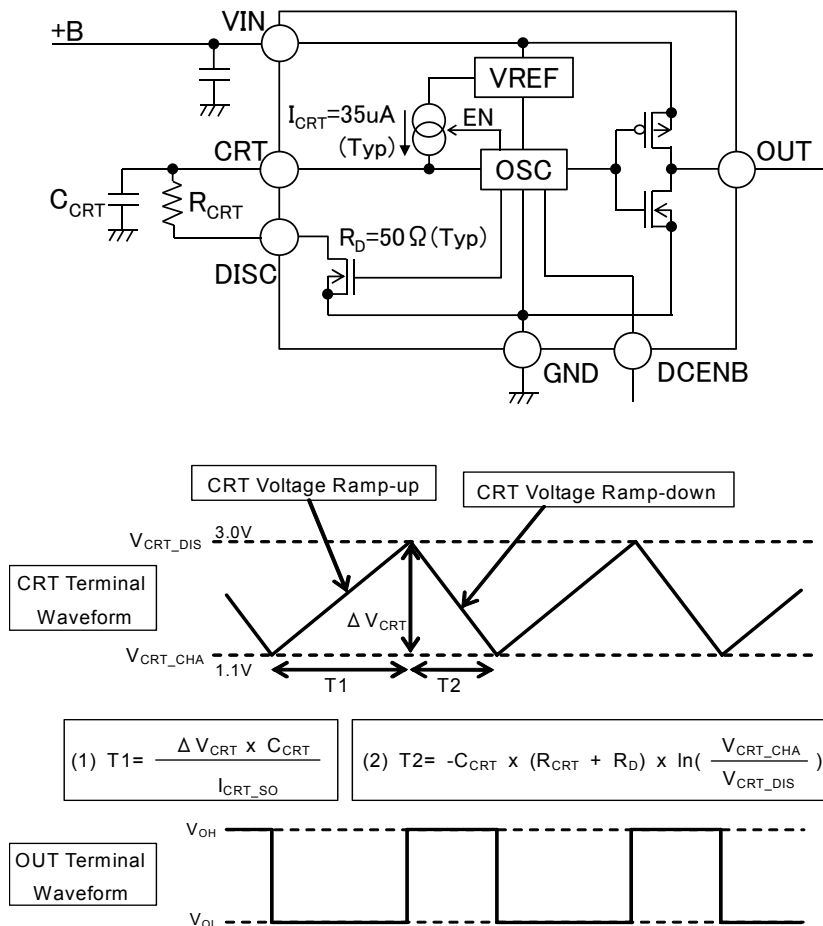 +B
VIN
VREF
I_CRT=35uA
(Typ)
EN
CRT
OSC
OUT
C_CRT
R_CRT
R_D=50Ω(Typ)
DISC
GND
DCENB
CRT Voltage Ramp-up
CRT Voltage Ramp-down
V_CRT_DIS
3.0V
CRT Terminal
Waveform
ΔV_CRT
V_CRT_CHA
1.1V
T1
T2
(1) T1= ΔV_CRT x C_CRT / I_CRT_SO
(2) T2= -C_CRT x (R_CRT + R_D) x ln( V_CRT_CHA / V_CRT_DIS )
V_OH
OUT Terminal
Waveform
V_OL